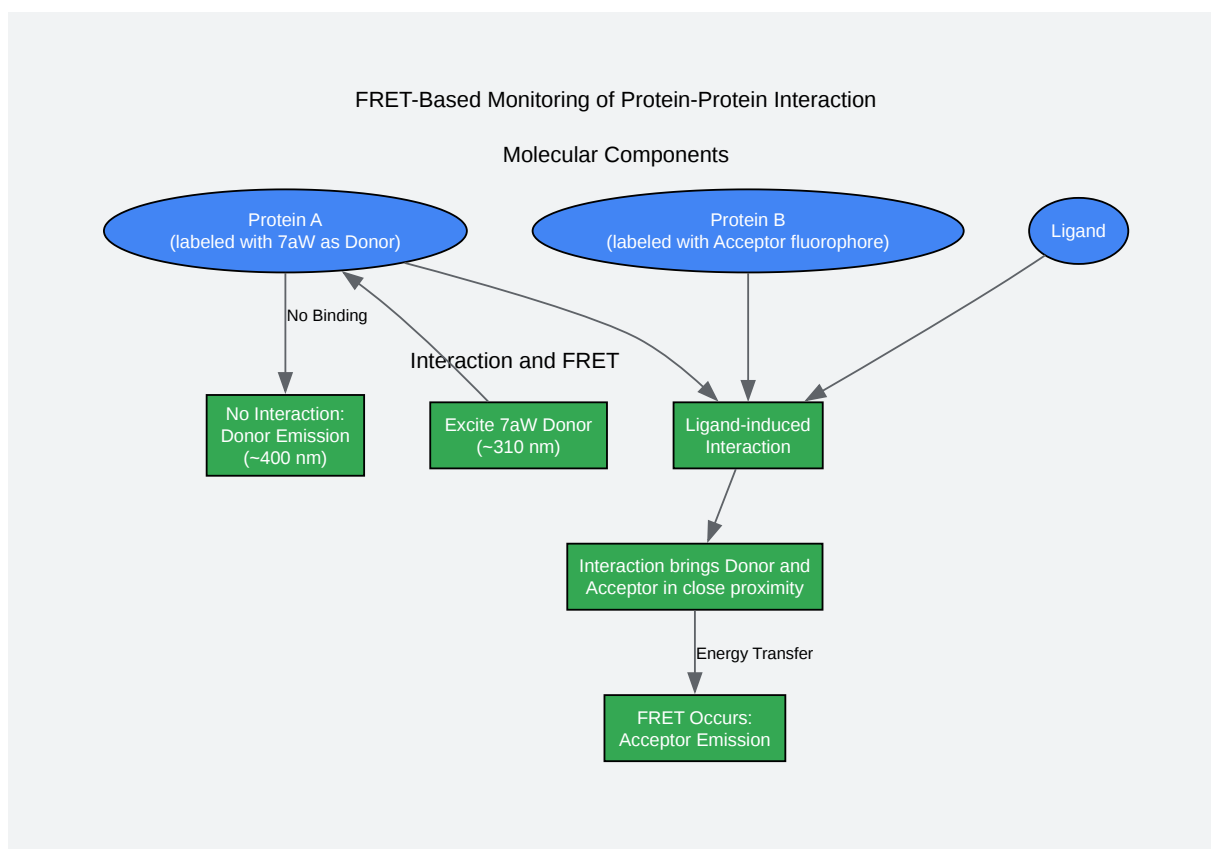 FRET-Based Monitoring of Protein-Protein Interaction
Molecular Components
Protein A
(labeled with 7aW as Donor)
Protein B
(labeled with Acceptor fluorophore)
Ligand
No Binding
Interaction and FRET
No Interaction:
Donor Emission
(~400 nm)
Excite 7aW Donor
(~310 nm)
Ligand-induced
Interaction
Interaction brings Donor and
Acceptor in close proximity
Energy Transfer
FRET Occurs:
Acceptor Emission